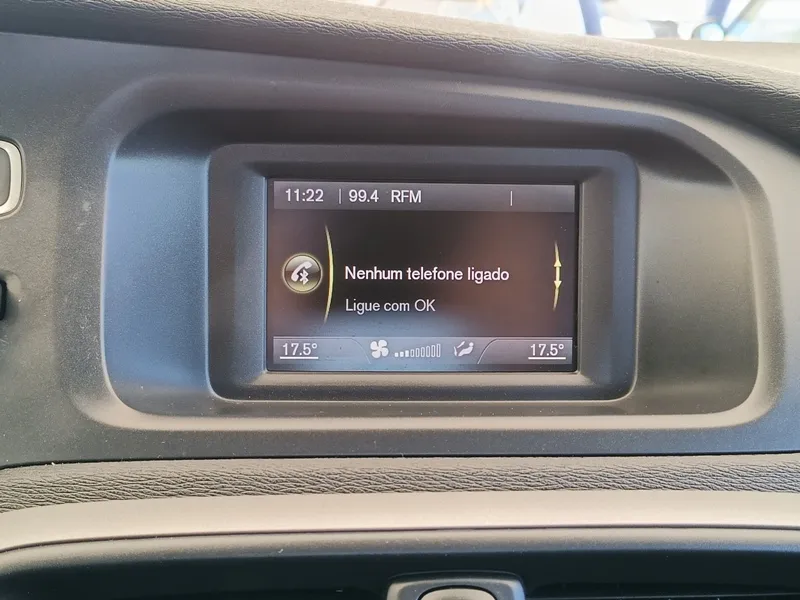 11:22 | 99.4 RFM
Nenhum telefone ligado
Ligue com OK
17.5° 17.5°